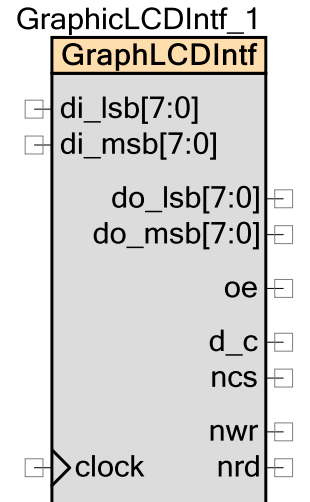 GraphicLCDIntf_1
GraphLCDIntf
di_lsb[7:0]
di_msb[7:0]
do_lsb[7:0]
do_msb[7:0]
oe
d_c
ncs
nwr
clock nrd